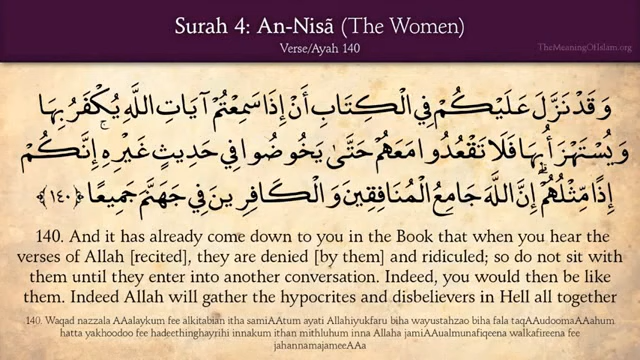 Surah 4: An-Nisã (The Women)
Verse/Ayah 140
TheMeaningOfIslam.org
وَقَدْ نَزَّلَ عَلَيْكُمْ فِي الْكِتَابِ أَنْ إِذَا سَمِعْتُمْ آيَاتِ اللَّهِ يُكْفَرُ بِهَا
وَيُسْتَهْزَأُ بِهَا فَلَا تَقْعُدُوا مَعَهُمْ حَتَّىٰ يَخُوضُوا فِي حَدِيثٍ غَيْرِهِ ۚ إِنَّكُمْ
إِذًا مِّثْلُهُمْ ۗ إِنَّ اللَّهَ جَامِعُ الْمُنَافِقِينَ وَالْكَافِرِينَ فِي جَهَنَّمَ جَمِيعًا ﴿١٤٠﴾
140. And it has already come down to you in the Book that when you hear the
verses of Allah [recited], they are denied [by them] and ridiculed; so do not sit with
them until they enter into another conversation. Indeed, you would then be like
them. Indeed Allah will gather the hypocrites and disbelievers in Hell all together
140. Waqad nazzala AAalaykum fee alkitabian itha samiAAtum ayati Allahiyukfaru biha wayustahzao biha fala taqAAudoomaAAahum
hatta yakhoodoo fee hadeethinghayrihi innakum ithan mithluhum inna Allaha jamiAAualmunafiqeena walkafireena fee
jahannamajameeAAa